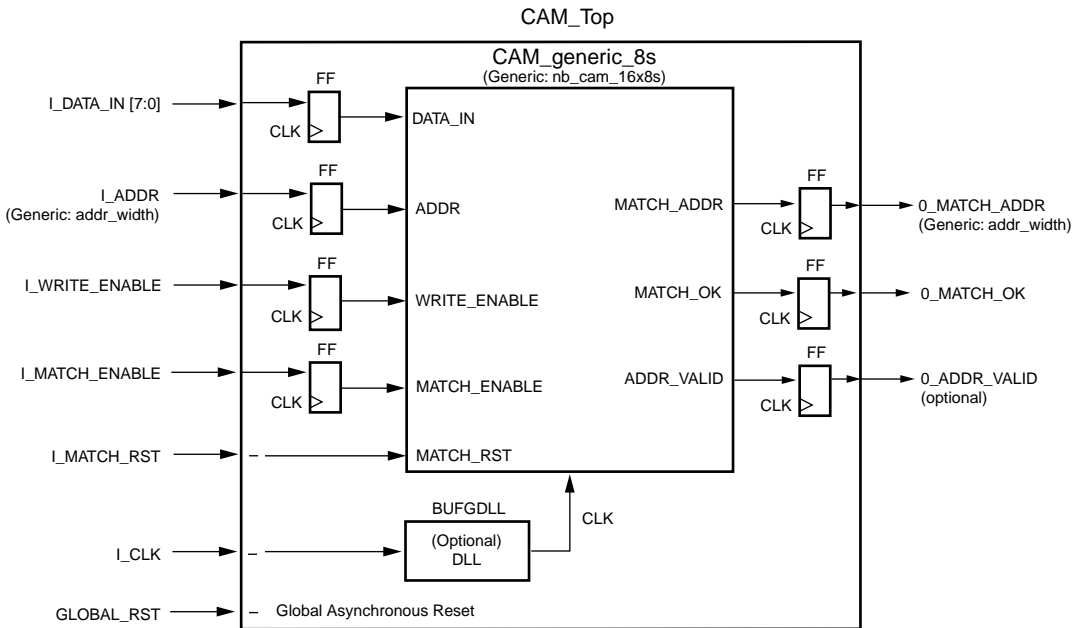 CAM_Top
CAM_generic_8s
(Generic: nb_cam_16x8s)
FF
I_DATA_IN [7:0]
CLK
DATA_IN
FF
I_ADDR
(Generic: addr_width)
CLK
ADDR
MATCH_ADDR
FF
CLK
0_MATCH_ADDR
(Generic: addr_width)
FF
I_WRITE_ENABLE
CLK
WRITE_ENABLE
MATCH_OK
FF
CLK
0_MATCH_OK
FF
I_MATCH_ENABLE
CLK
MATCH_ENABLE
ADDR_VALID
FF
CLK
0_ADDR_VALID
(optional)
I_MATCH_RST
–
MATCH_RST
BUFGDLL
CLK
I_CLK
–
(Optional)
DLL
GLOBAL_RST
– Global Asynchronous Reset